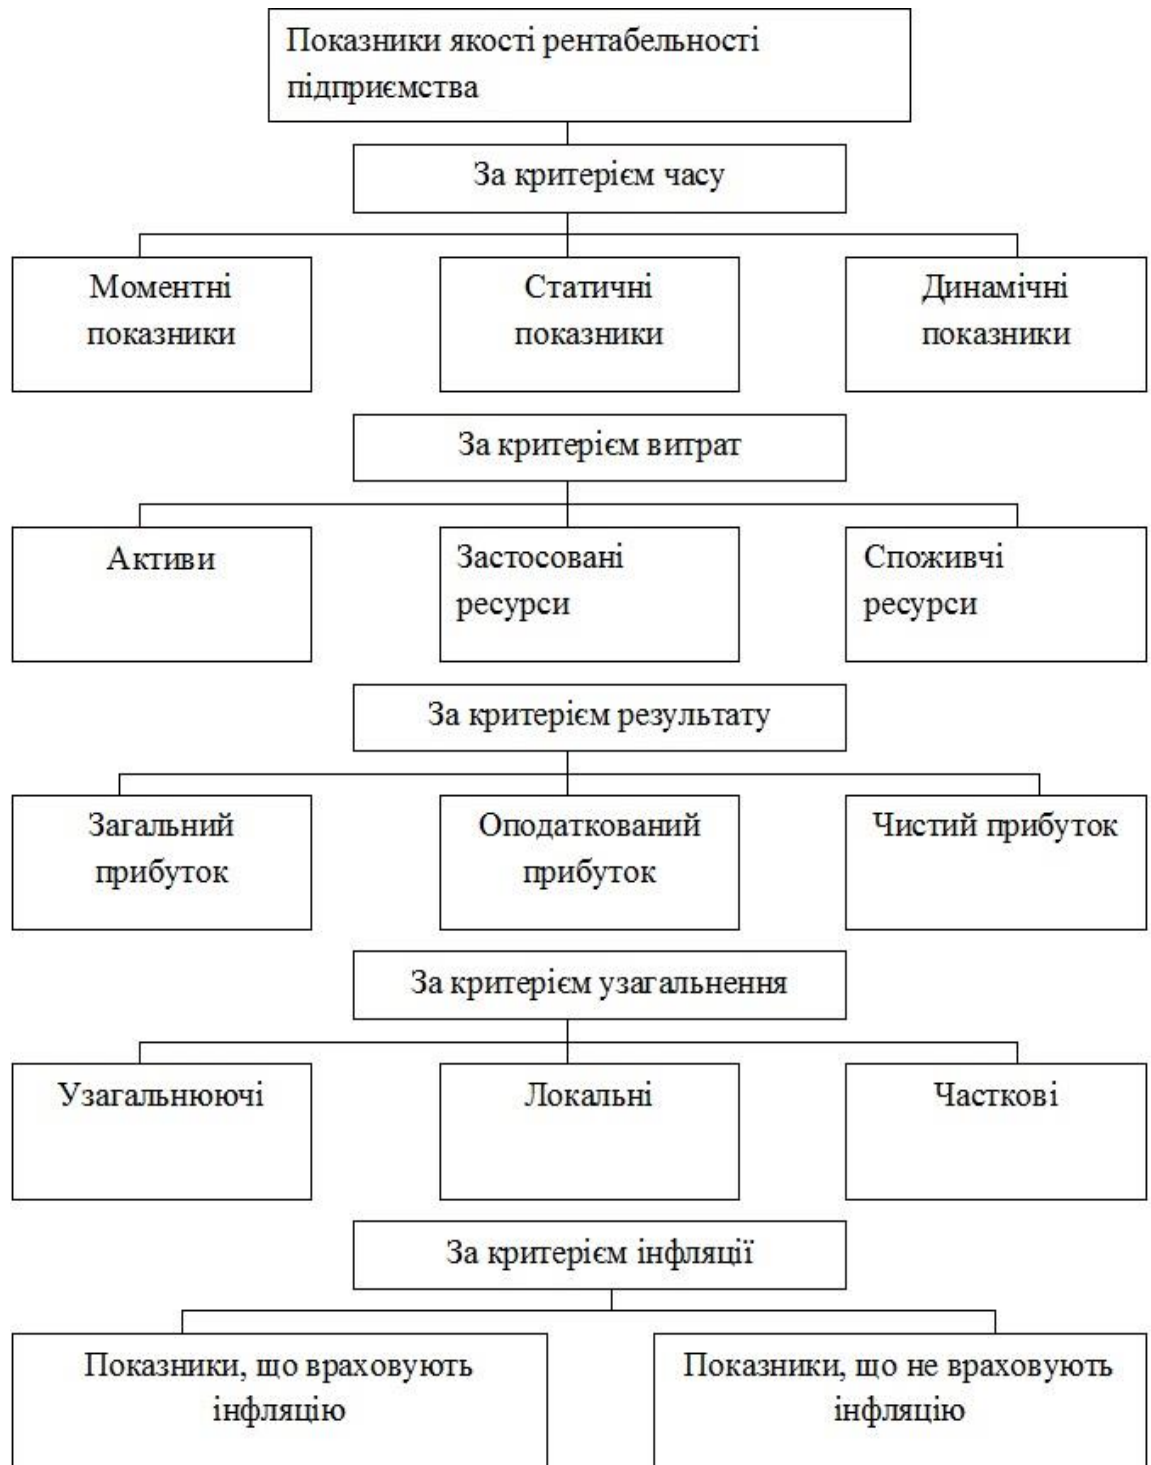 Показники якості рентабельності
підприємства
За критерієм часу
Моментні
показники
Статичні
показники
Динамічні
показники
За критерієм витрат
Активи
Застосовані
ресурси
Споживчі
ресурси
За критерієм результату
Загальний
прибуток
Оподаткований
прибуток
Чистий прибуток
За критерієм узагальнення
Узагальнюючі
Локальні
Часткові
За критерієм інфляції
Показники, що враховують
інфляцію
Показники, що не враховують
інфляцію